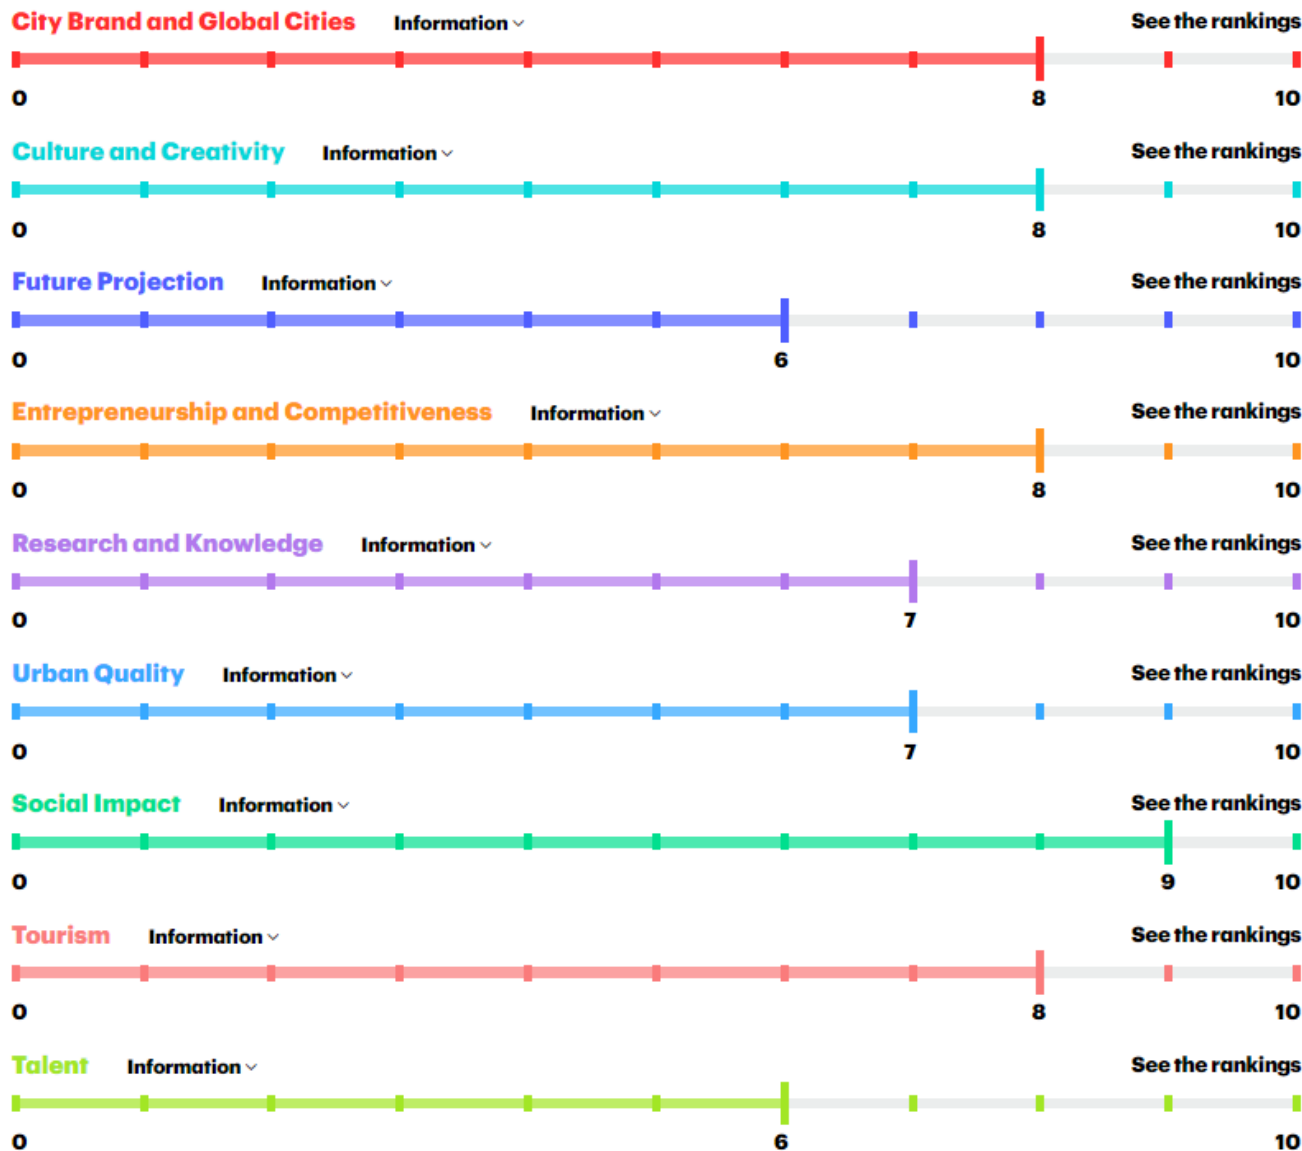 City Brand and Global Cities Information See the rankings
0 8 10
Culture and Creativity Information See the rankings
0 8 10
Future Projection Information See the rankings
0 6 10
Entrepreneurship and Competitiveness Information See the rankings
0 8 10
Research and Knowledge Information See the rankings
0 7 10
Urban Quality Information See the rankings
0 7 10
Social Impact Information See the rankings
0 9 10
Tourism Information See the rankings
0 8 10
Talent Information See the rankings
0 6 10